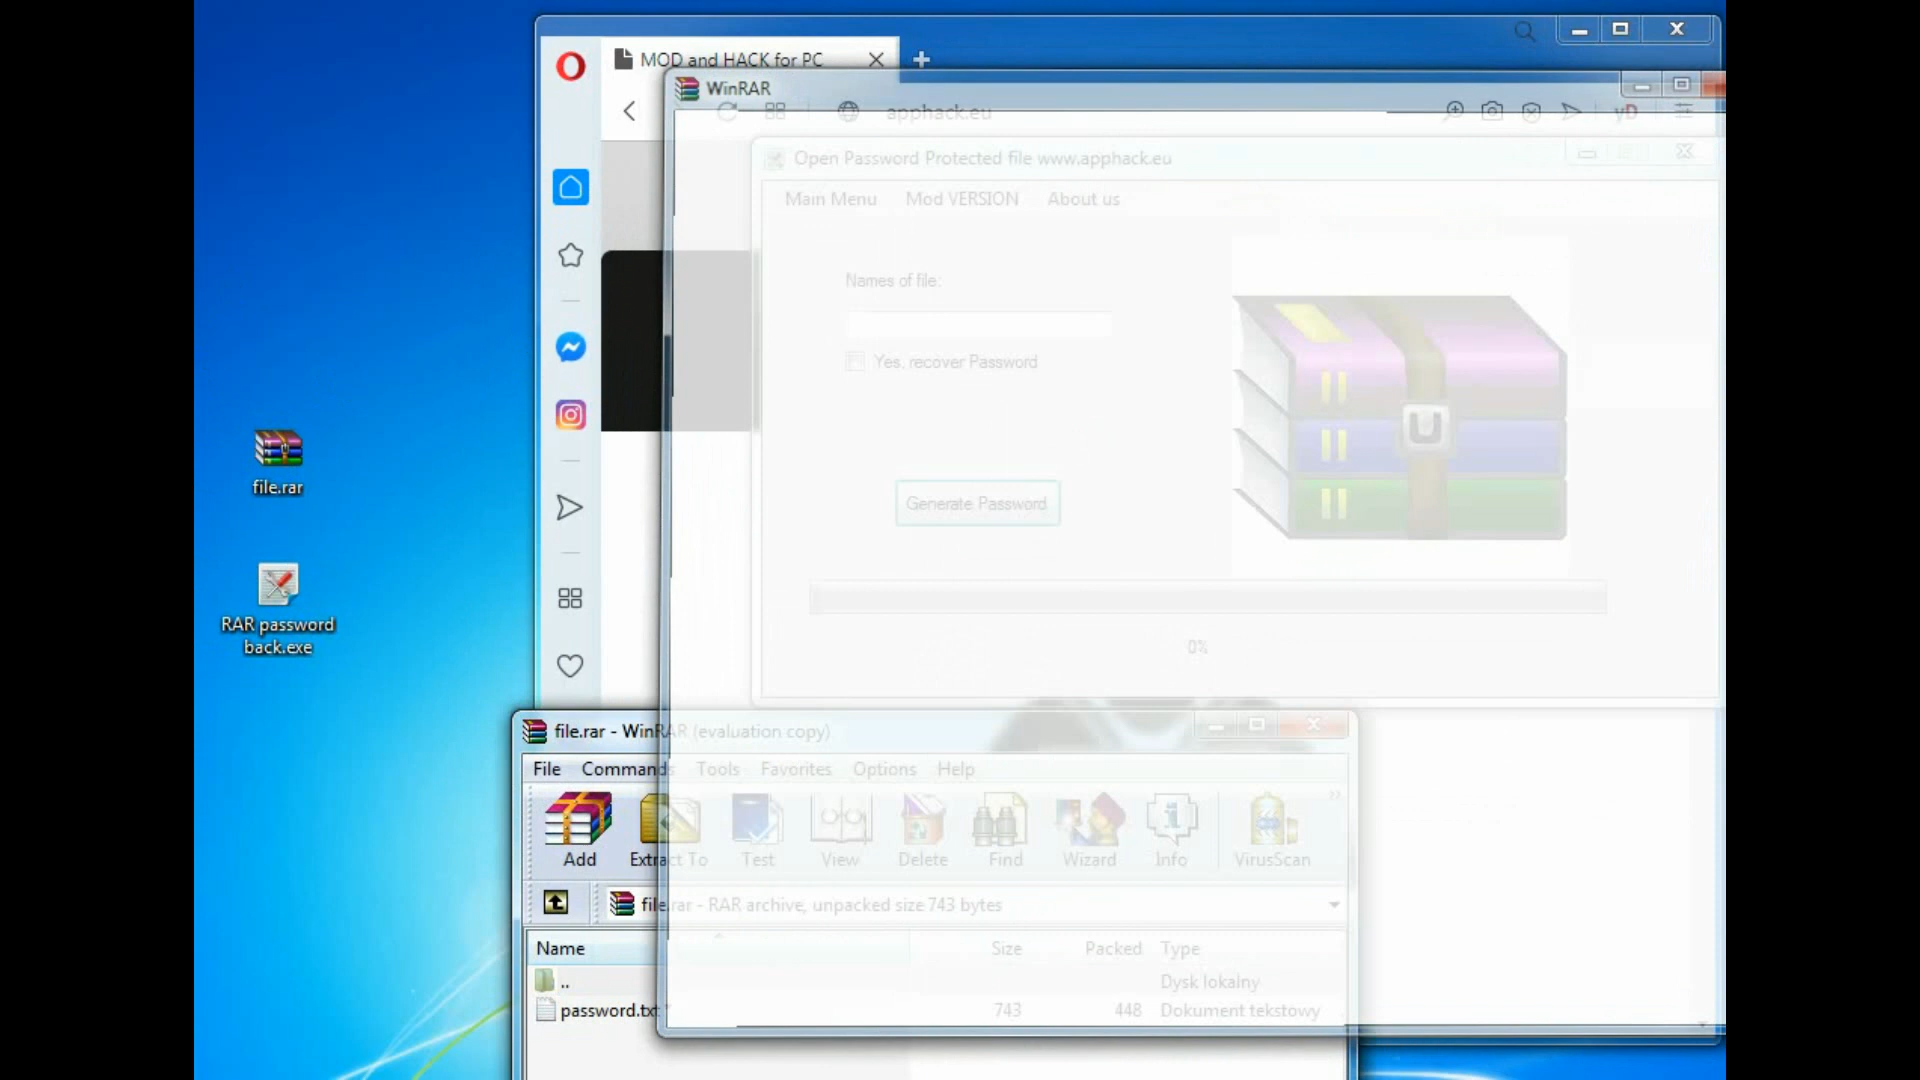 MOD and HACK for PC
WinRAR
apphack.eu
yD
Open Password Protected file www.apphack.eu
Main Menu Mod VERSION About us
Names of file:
Yes, recover Password
Generate Password
0%
file.rar
RAR password
back.exe
file.rar - WinRAR (evaluation copy)
File Commands Tools Favorites Options Help
Add Extract To Test View Delete Find Wizard Info VirusScan
file.rar - RAR archive, unpacked size 743 bytes
Name Size Packed Type
.. Dysk lokalny
password.txt * 743 448 Dokument tekstowy